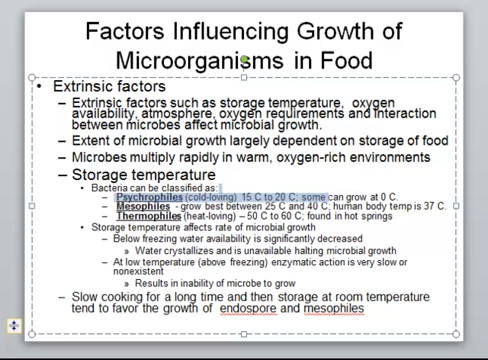 Factors Influencing Growth of
Microorganisms in Food
• Extrinsic factors
– Extrinsic factors such as storage temperature, oxygen
availability, atmosphere, oxygen requirements and interaction
between microbes affect microbial growth.
– Extent of microbial growth largely dependent on storage of food
– Microbes multiply rapidly in warm, oxygen-rich environments
– Storage temperature
• Bacteria can be classified as:
– Psychrophiles (cold-loving) 15 C to 20 C; some can grow at 0 C.
– Mesophiles - grow best between 25 C and 40 C; human body temp is 37 C.
– Thermophiles (heat-loving) – 50 C to 60 C; found in hot springs
• Storage temperature affects rate of microbial growth
– Below freezing water availability is significantly decreased
» Water crystallizes and is unavailable halting microbial growth
– At low temperature (above freezing) enzymatic action is very slow or
nonexistent
» Results in inability of microbe to grow
– Slow cooking for a long time and then storage at room temperature
tend to favor the growth of endospore and mesophiles